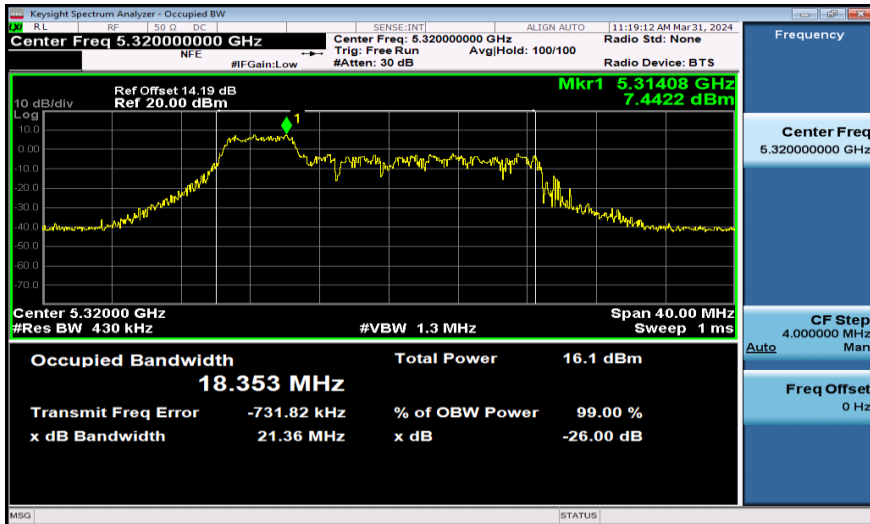 Keysight Spectrum Analyzer - Occupied BW
LXI RL RF 50 Ω DC SENSE:INT ALIGN AUTO 11:19:12 AM Mar 31, 2024
Center Freq 5.320000000 GHz
NFE
#IFGain:Low
Center Freq: 5.320000000 GHz
Trig: Free Run Avg|Hold: 100/100
#Atten: 30 dB
Radio Std: None
Radio Device: BTS
Ref Offset 14.19 dB
10 dB/div Ref 20.00 dBm
Log
Mkr1 5.31408 GHz
7.4422 dBm
1
10.0
0.00
-10.0
-20.0
-30.0
-40.0
-50.0
-60.0
-70.0
Center 5.32000 GHz Span 40.00 MHz
#Res BW 430 kHz #VBW 1.3 MHz Sweep 1 ms
Occupied Bandwidth Total Power 16.1 dBm
18.353 MHz
Transmit Freq Error -731.82 kHz % of OBW Power 99.00 %
x dB Bandwidth 21.36 MHz x dB -26.00 dB
MSG STATUS
Frequency
Center Freq
5.320000000 GHz
CF Step
4.000000 MHz
Auto Man
Freq Offset
0 Hz